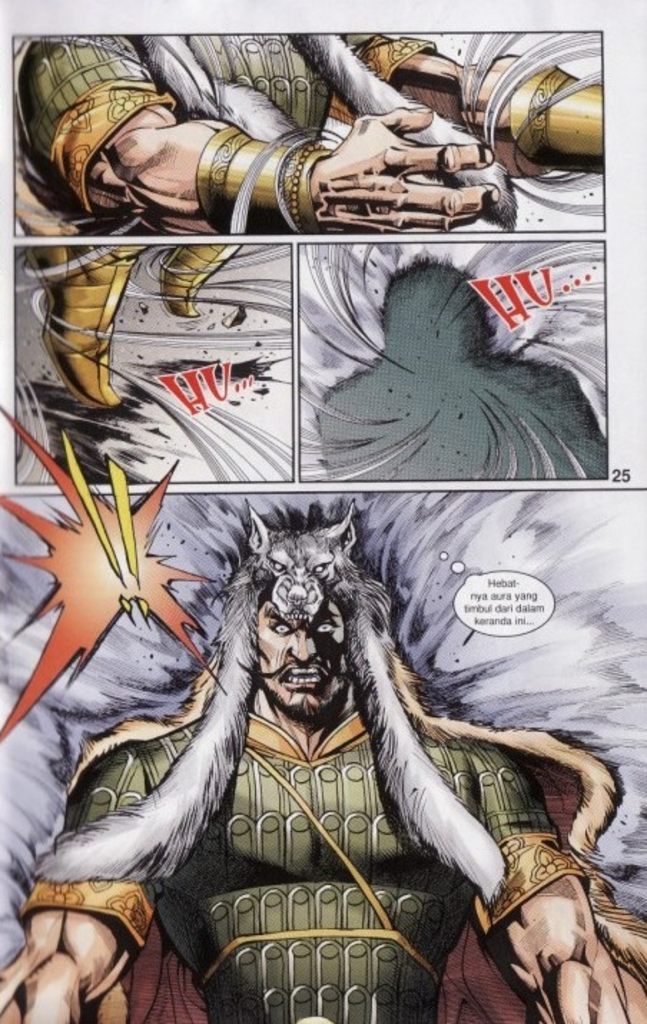 HU...
HU...
25
!!
Hebat-
nya aura yang
timbul dari dalam
keranda ini...